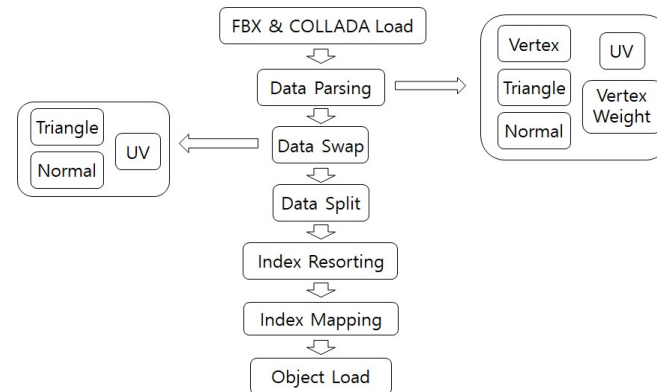 FBX & COLLADA Load
Data Parsing
Vertex
UV
Triangle
Vertex
Weight
Normal
Data Swap
Triangle
UV
Normal
Data Split
Index Resorting
Index Mapping
Object Load